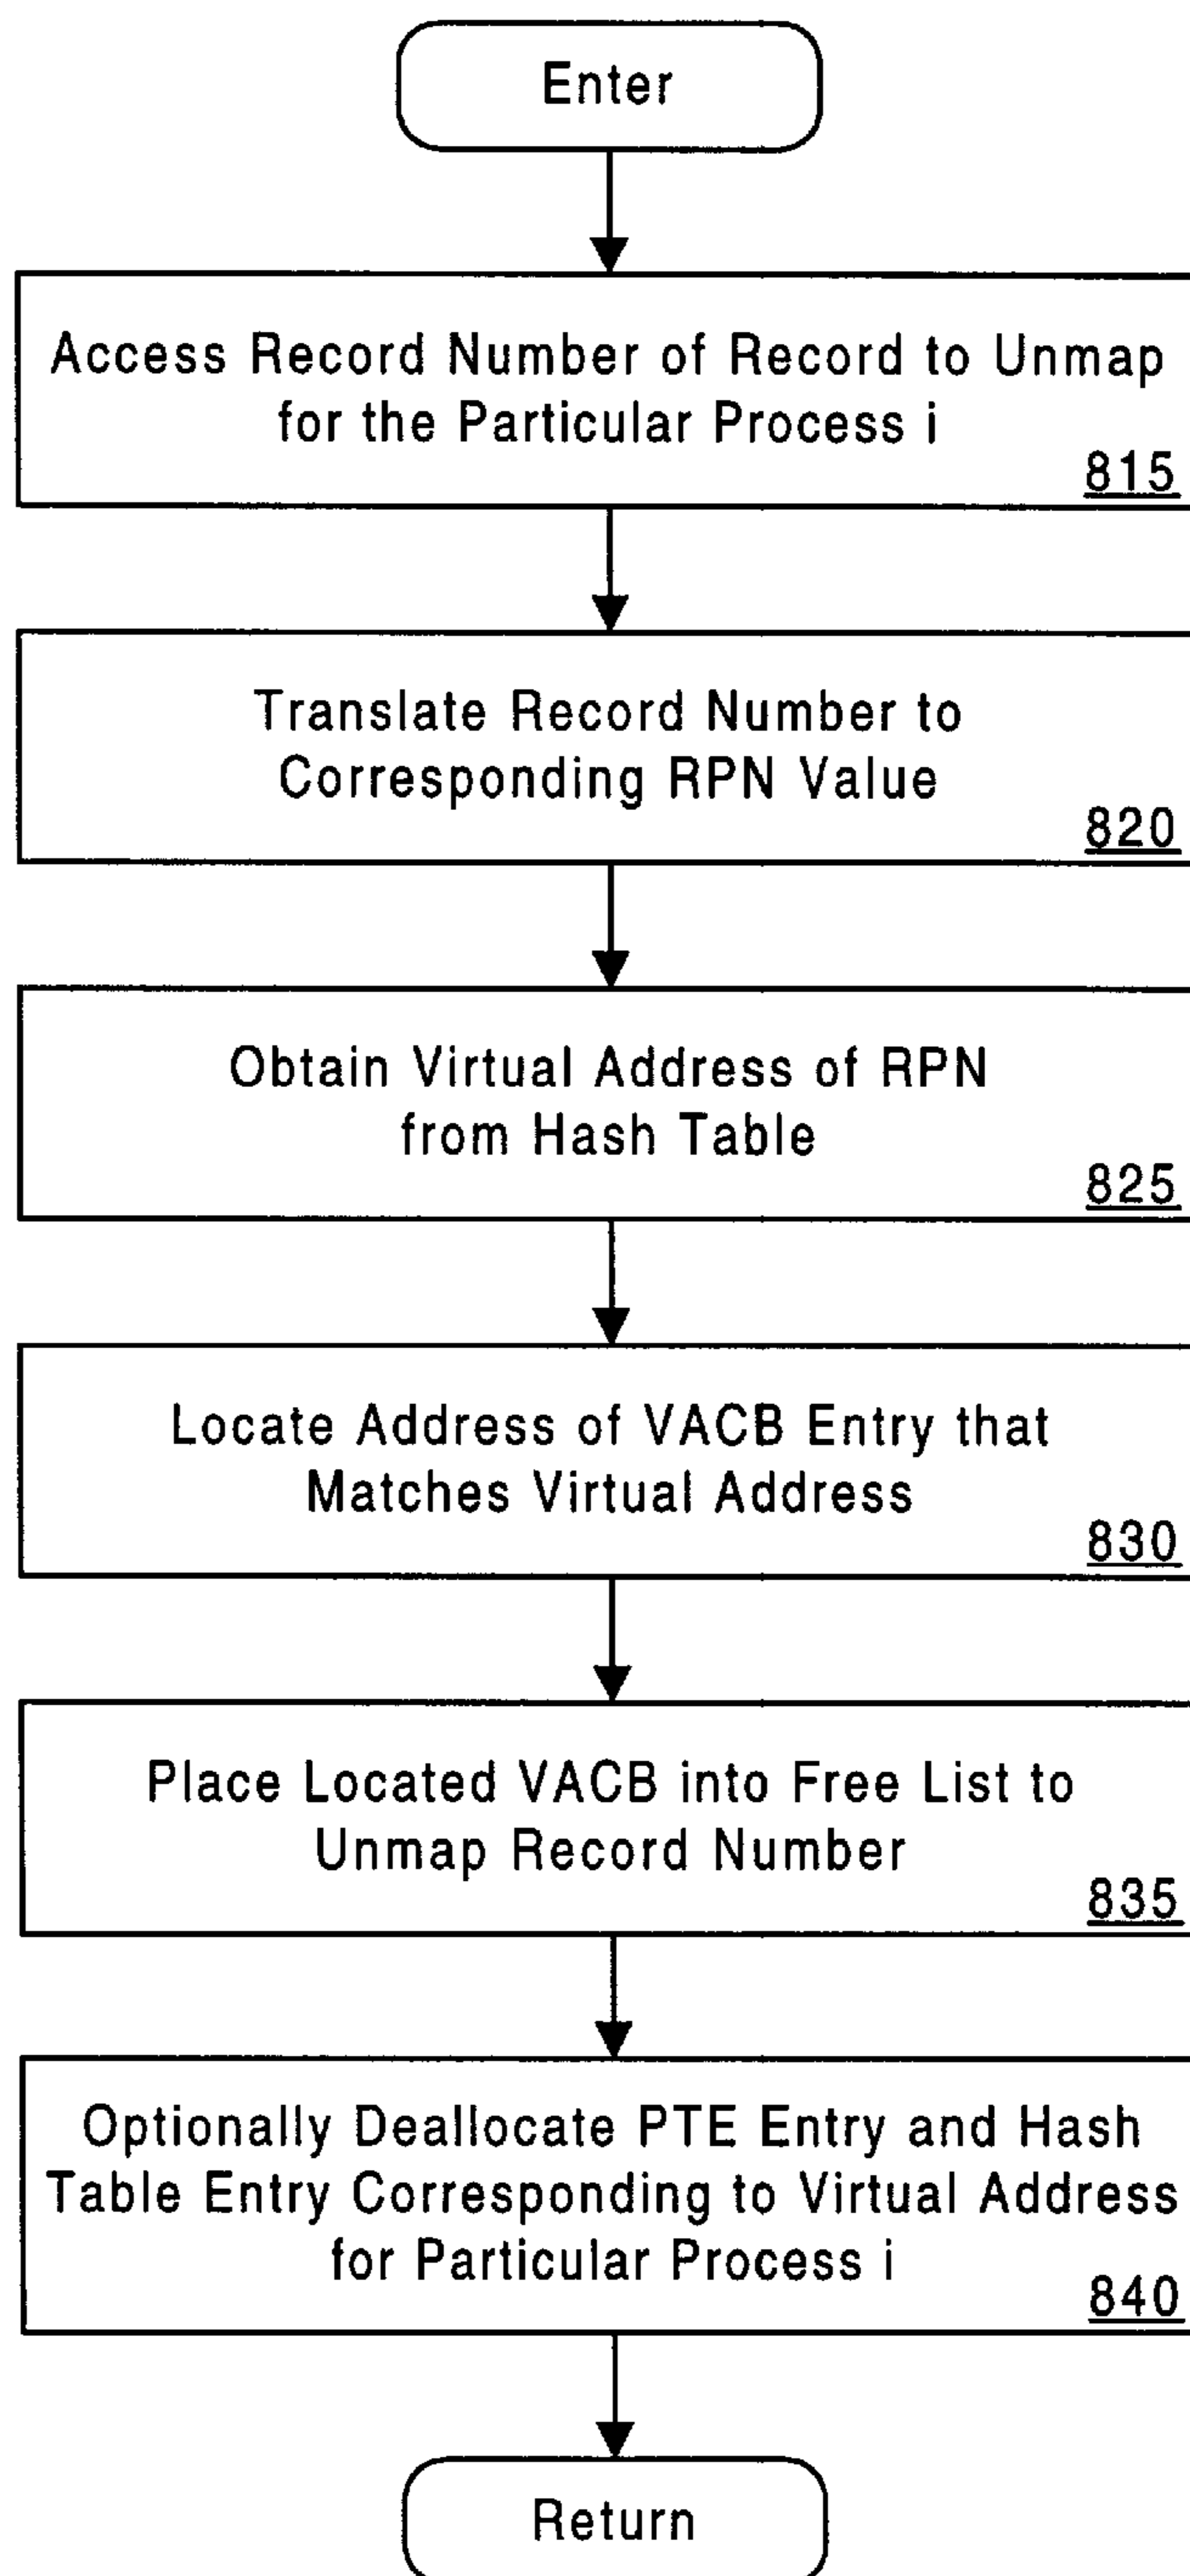 Enter
Access Record Number of Record to Unmap
for the Particular Process i
815
Translate Record Number to
Corresponding RPN Value
820
Obtain Virtual Address of RPN
from Hash Table
825
Locate Address of VACB Entry that
Matches Virtual Address
830
Place Located VACB into Free List to
Unmap Record Number
835
Optionally Deallocate PTE Entry and Hash
Table Entry Corresponding to Virtual Address
for Particular Process i
840
Return